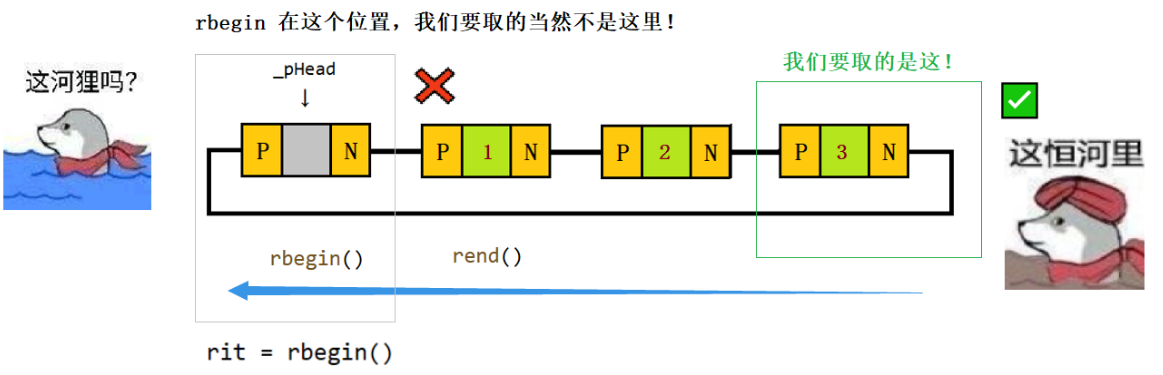 rbegin 在这个位置，我们要取的当然不是这里！
我们要取的是这！
这河狸吗？
_pHead
↓
P N P 1 N P 2 N P 3 N
这恒河里
rbegin() rend()
rit = rbegin()